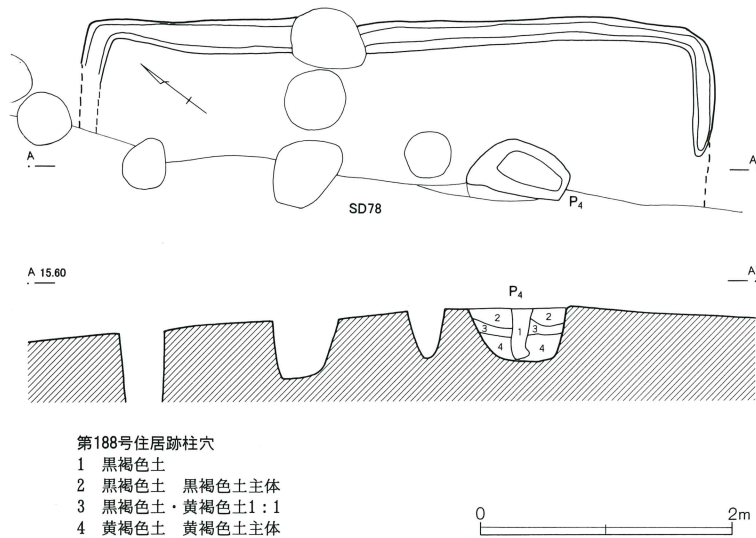 A
A
SD78
P4
A 15.60
A
P4
2
2
3
1
3
4
4
第188号住居跡柱穴
1 黒褐色土
2 黒褐色土 黒褐色土主体
3 黒褐色土・黄褐色土1:1
4 黄褐色土 黄褐色土主体
0
2m